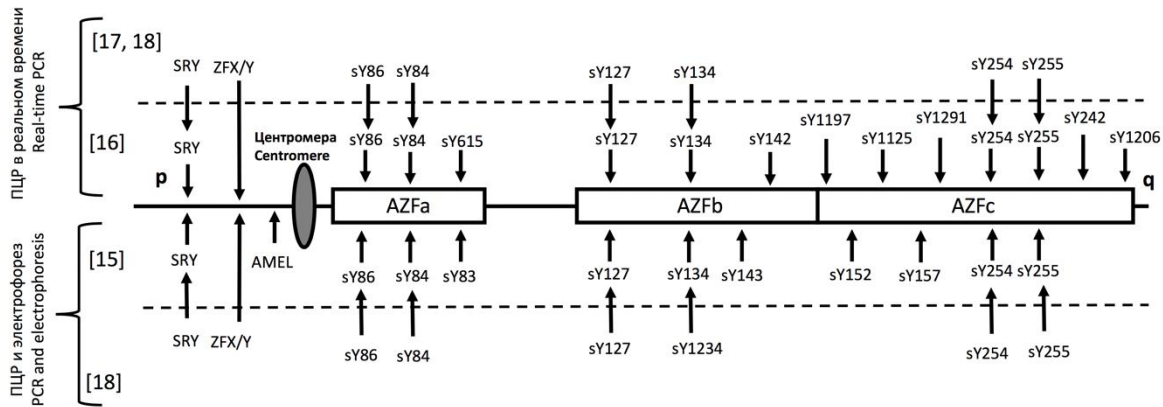 ПЦР в реальном времени
Real-time PCR
[17, 18]
SRY ZFX/Y sY86 sY84 sY127 sY134 sY254 sY255
[16]
SRY Центромера sY86 sY84 sY615 sY127 sY134 sY142 sY1197 sY1125 sY1291 sY254 sY255 sY242 sY1206
Centromere
p q
AZFa AZFb AZFc
ПЦР и электрофорез
PCR and electrophoresis
[15]
SRY AMEL sY86 sY84 sY83 sY127 sY134 sY143 sY152 sY157 sY254 sY255
[18]
SRY ZFX/Y sY86 sY84 sY127 sY1234 sY254 sY255